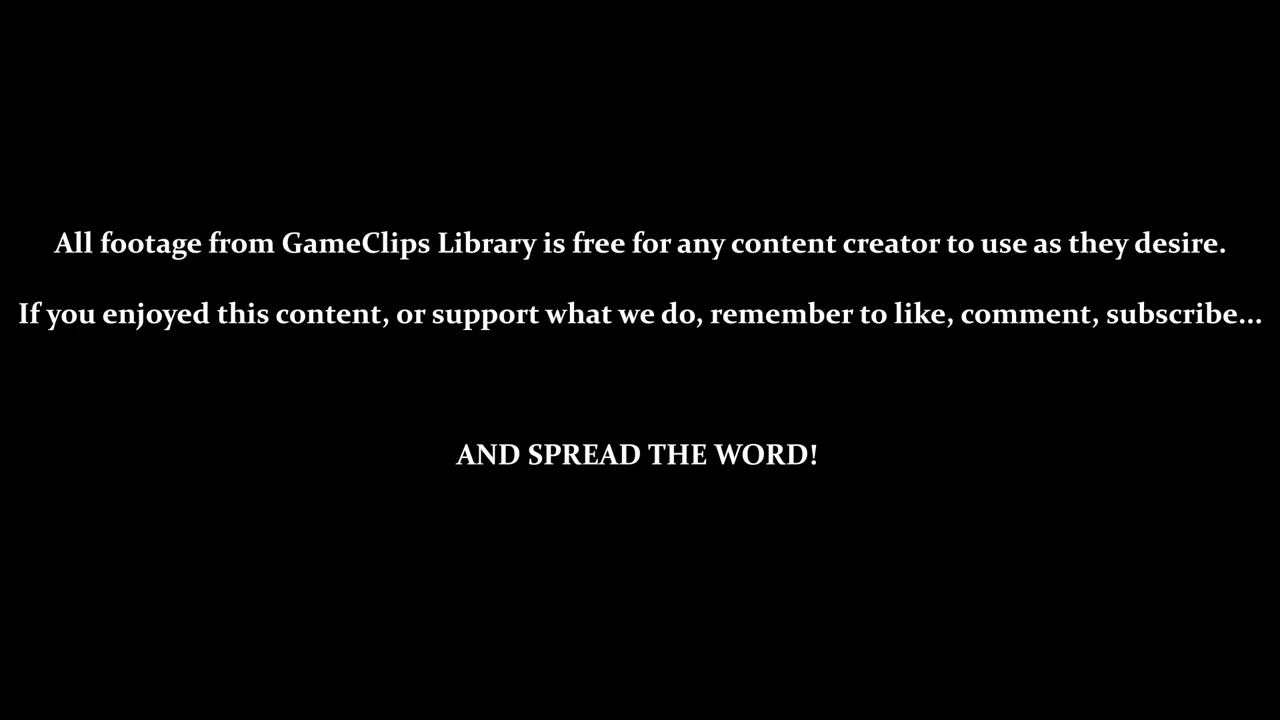 All footage from GameClips Library is free for any content creator to use as they desire.
If you enjoyed this content, or support what we do, remember to like, comment, subscribe...
AND SPREAD THE WORD!